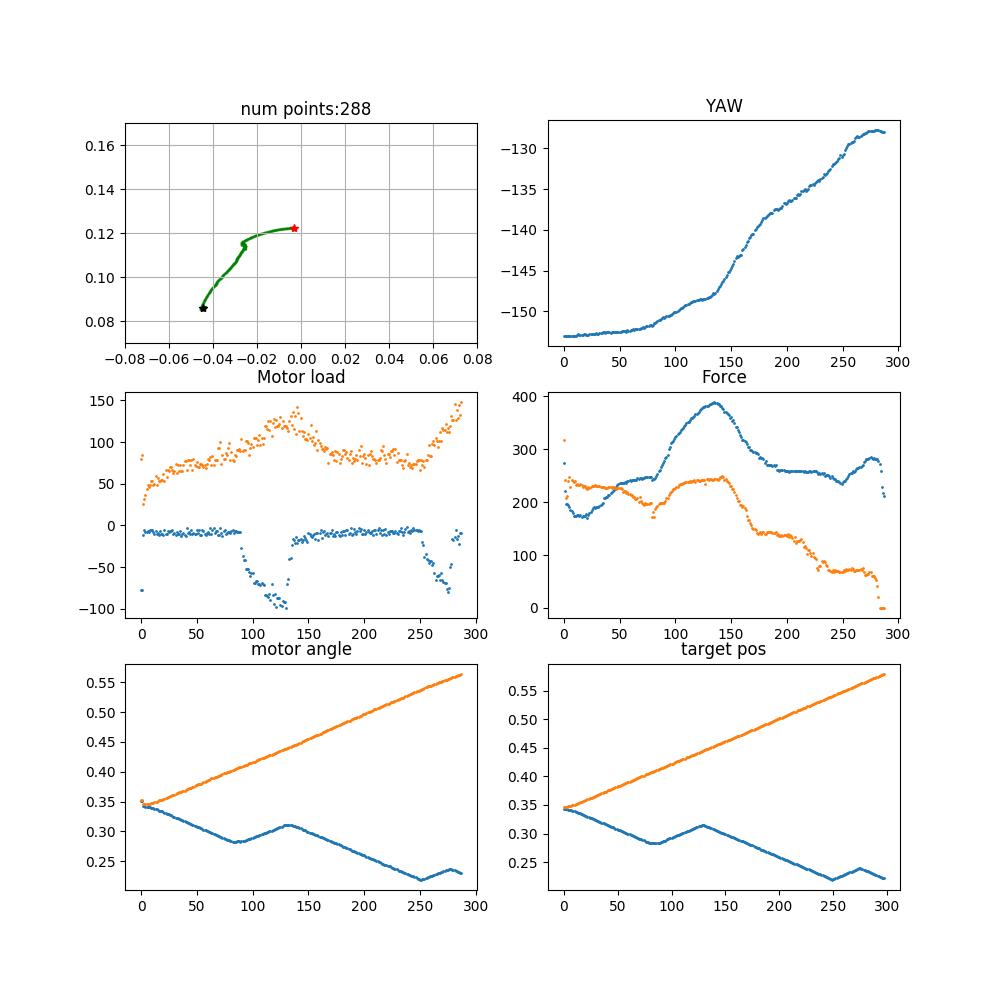 num points:288
0.16
0.14
0.12
0.10
0.08
−0.08 −0.06 −0.04 −0.02 0.00 0.02 0.04 0.06 0.08
YAW
−130
−135
−140
−145
−150
0 50 100 150 200 250 300
Motor load
150
100
50
0
−50
−100
0 50 100 150 200 250 300
Force
400
300
200
100
0
0 50 100 150 200 250 300
motor angle
0.55
0.50
0.45
0.40
0.35
0.30
0.25
0 50 100 150 200 250 300
target pos
0.55
0.50
0.45
0.40
0.35
0.30
0.25
0 50 100 150 200 250 300